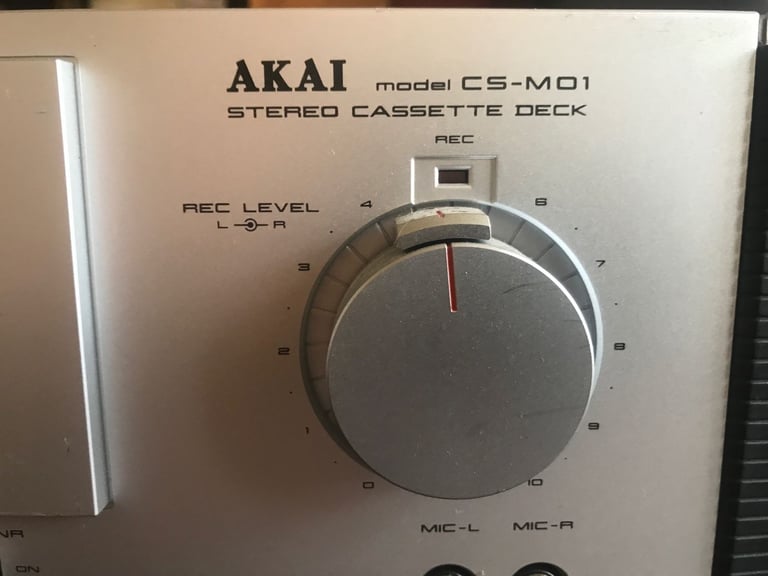 AKAI model CS-M01
STEREO CASSETTE DECK
REC
REC LEVEL
L R
4
6
3
7
2
8
1
9
0
10
MIC-L MIC-R
NR
ON